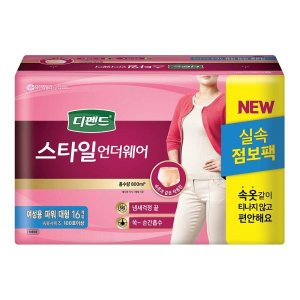 디펜드
스타일 언더웨어
흡수량 800ml
여성용 파워 대형 16매
냄새걱정 끝
쏙~ 순간흡수
NEW
실속
점보팩
속옷같이
티나지 않고
편안해요